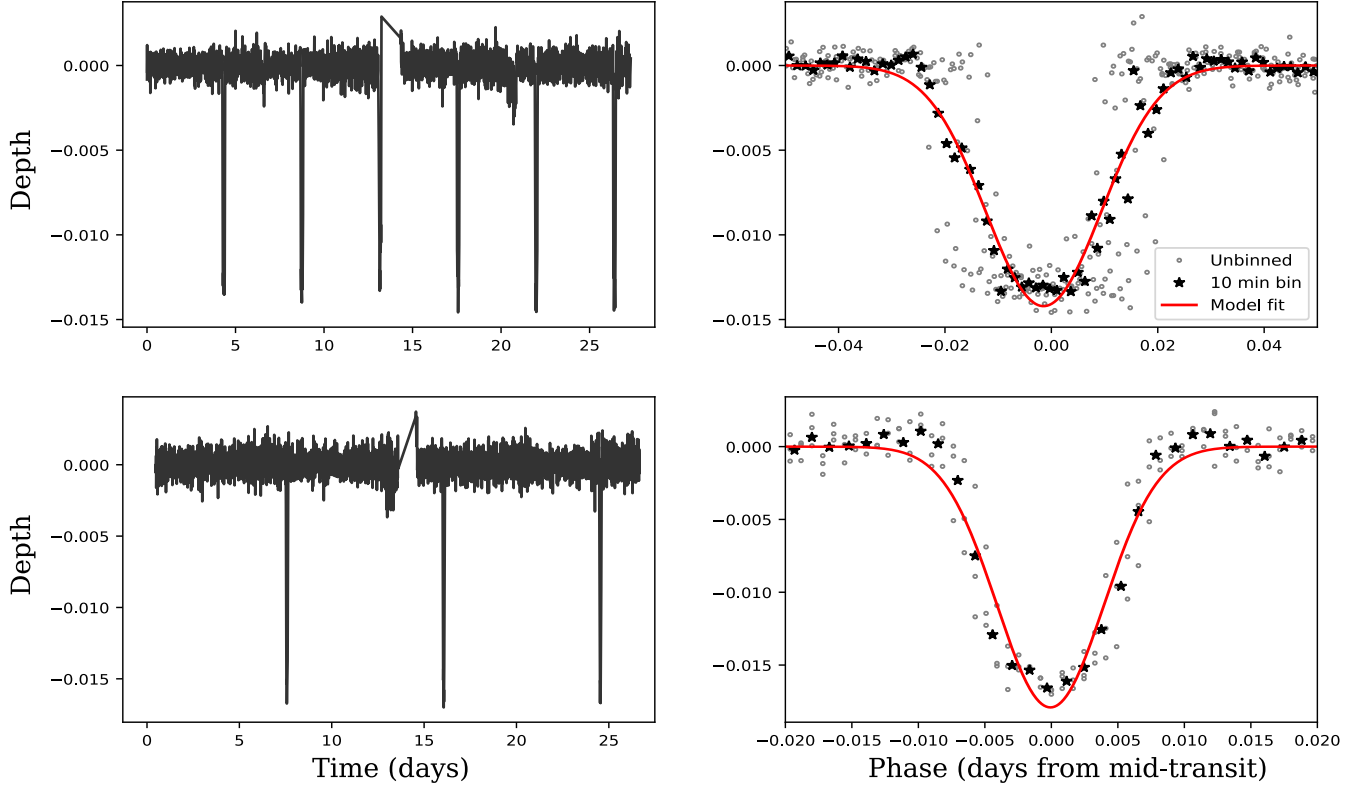 0.000
−0.005
−0.010
−0.015
Depth
0 5 10 15 20 25
0.000
−0.005
−0.010
−0.015
−0.04 −0.02 0.00 0.02 0.04
Unbinned
10 min bin
Model fit
0.000
−0.005
−0.010
−0.015
Depth
0 5 10 15 20 25
Time (days)
0.000
−0.005
−0.010
−0.015
−0.020 −0.015 −0.010 −0.005 0.000 0.005 0.010 0.015 0.020
Phase (days from mid-transit)